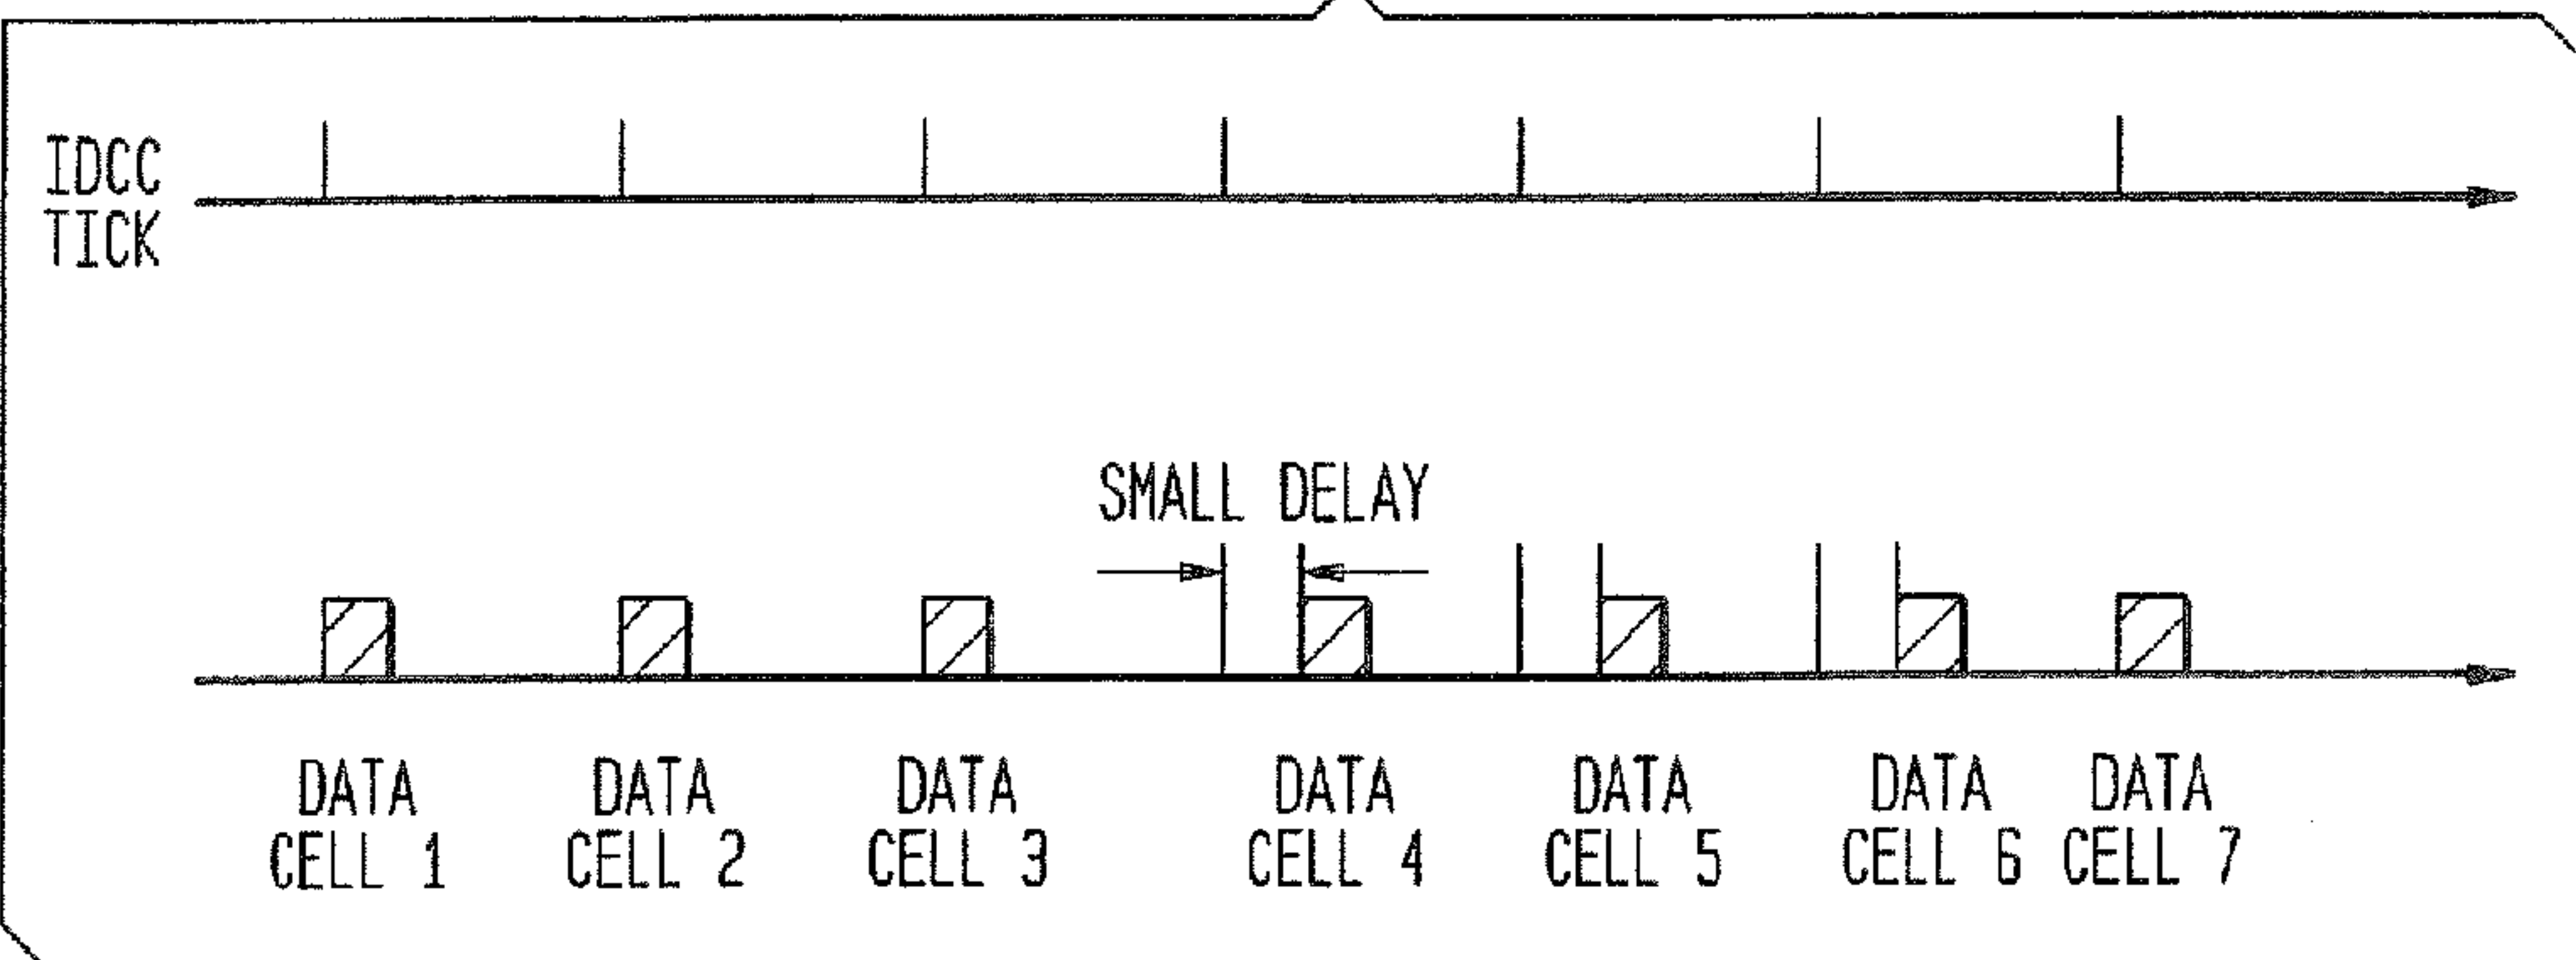 IDCC
TICK
SMALL DELAY
DATA
CELL 1
DATA
CELL 2
DATA
CELL 3
DATA
CELL 4
DATA
CELL 5
DATA
CELL 6
DATA
CELL 7